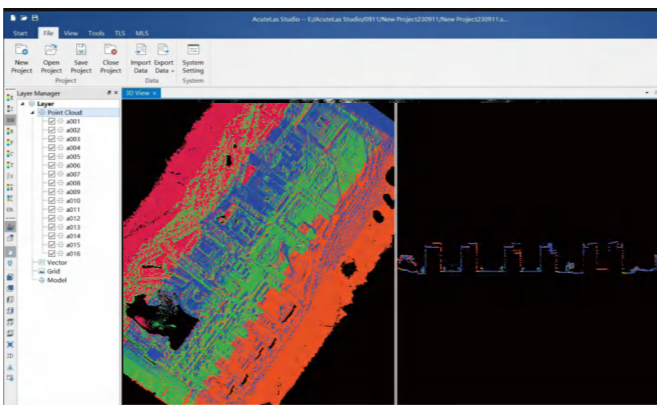 AcuteLas Studio -- E:/AcuteLas Studio/0911/New Project230911/New Project230911.s...
Start File View Tools TLS MLS
New Project
Open Project
Save Project
Close Project
Import Data
Export Data
System Setting
Project Data System
Layer Manager
3D View
Layer
Point Cloud
a001
a002
a003
a004
a005
a006
a007
a008
a009
a010
a011
a012
a013
a014
a015
a016
Vector
Grid
Model